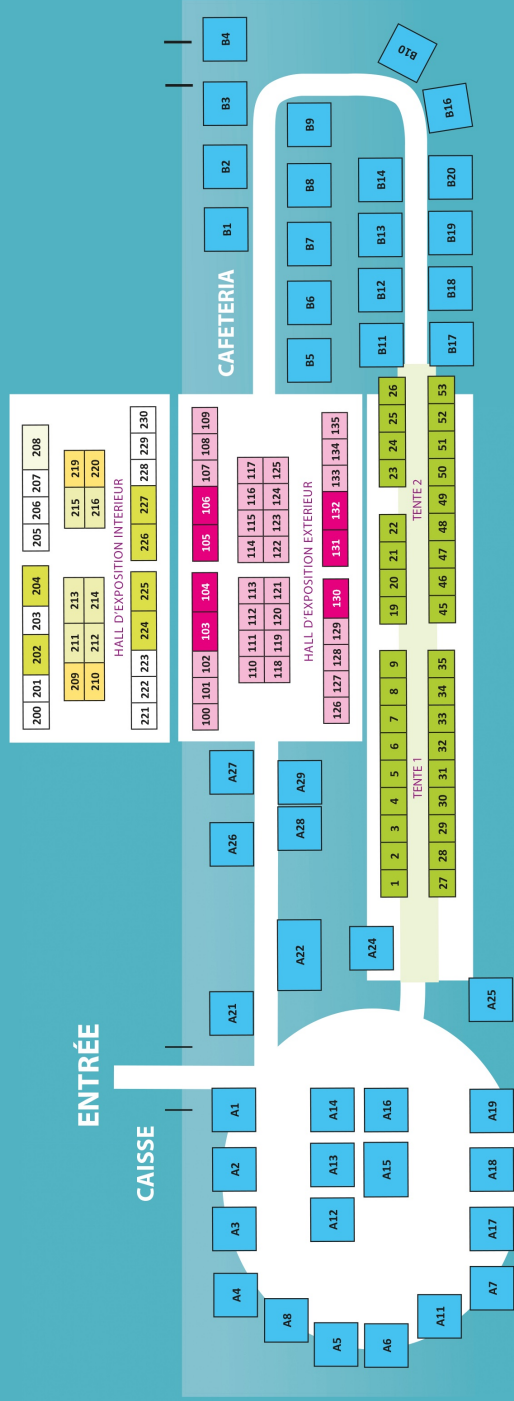 200 201 202 203 204 205 206 207 208
209 211 213 215 219
210 212 214 216 220
ENTRÉE
HALL D'EXPOSITION INTERIEUR
CAISSE
221 222 223 224 225 226 227 228 229 230
100 101 102 103 104 105 106 107 108 109
A4 A3 A2 A1 A21 A26 A27
CAFETERIA
B1 B2 B3 B4
110 111 112 113 114 115 116 117
118 119 120 121 122 123 124 125
A8 A22 A28 A29
HALL D'EXPOSITION EXTERIEUR
B5 B6 B7 B8 B9
126 127 128 129 130 131 132 133 134 135
A5 A12 A13 A14
A6 A15 A16 A24
1 2 3 4 5 6 7 8 9 19 20 21 22 23 24 25 26
B11 B12 B13 B14 B10
TENTE 1 TENTE 2
A11
27 28 29 30 31 32 33 34 35 45 46 47 48 49 50 51 52 53
B17 B18 B19 B20 B16
A7 A17 A18 A19 A25